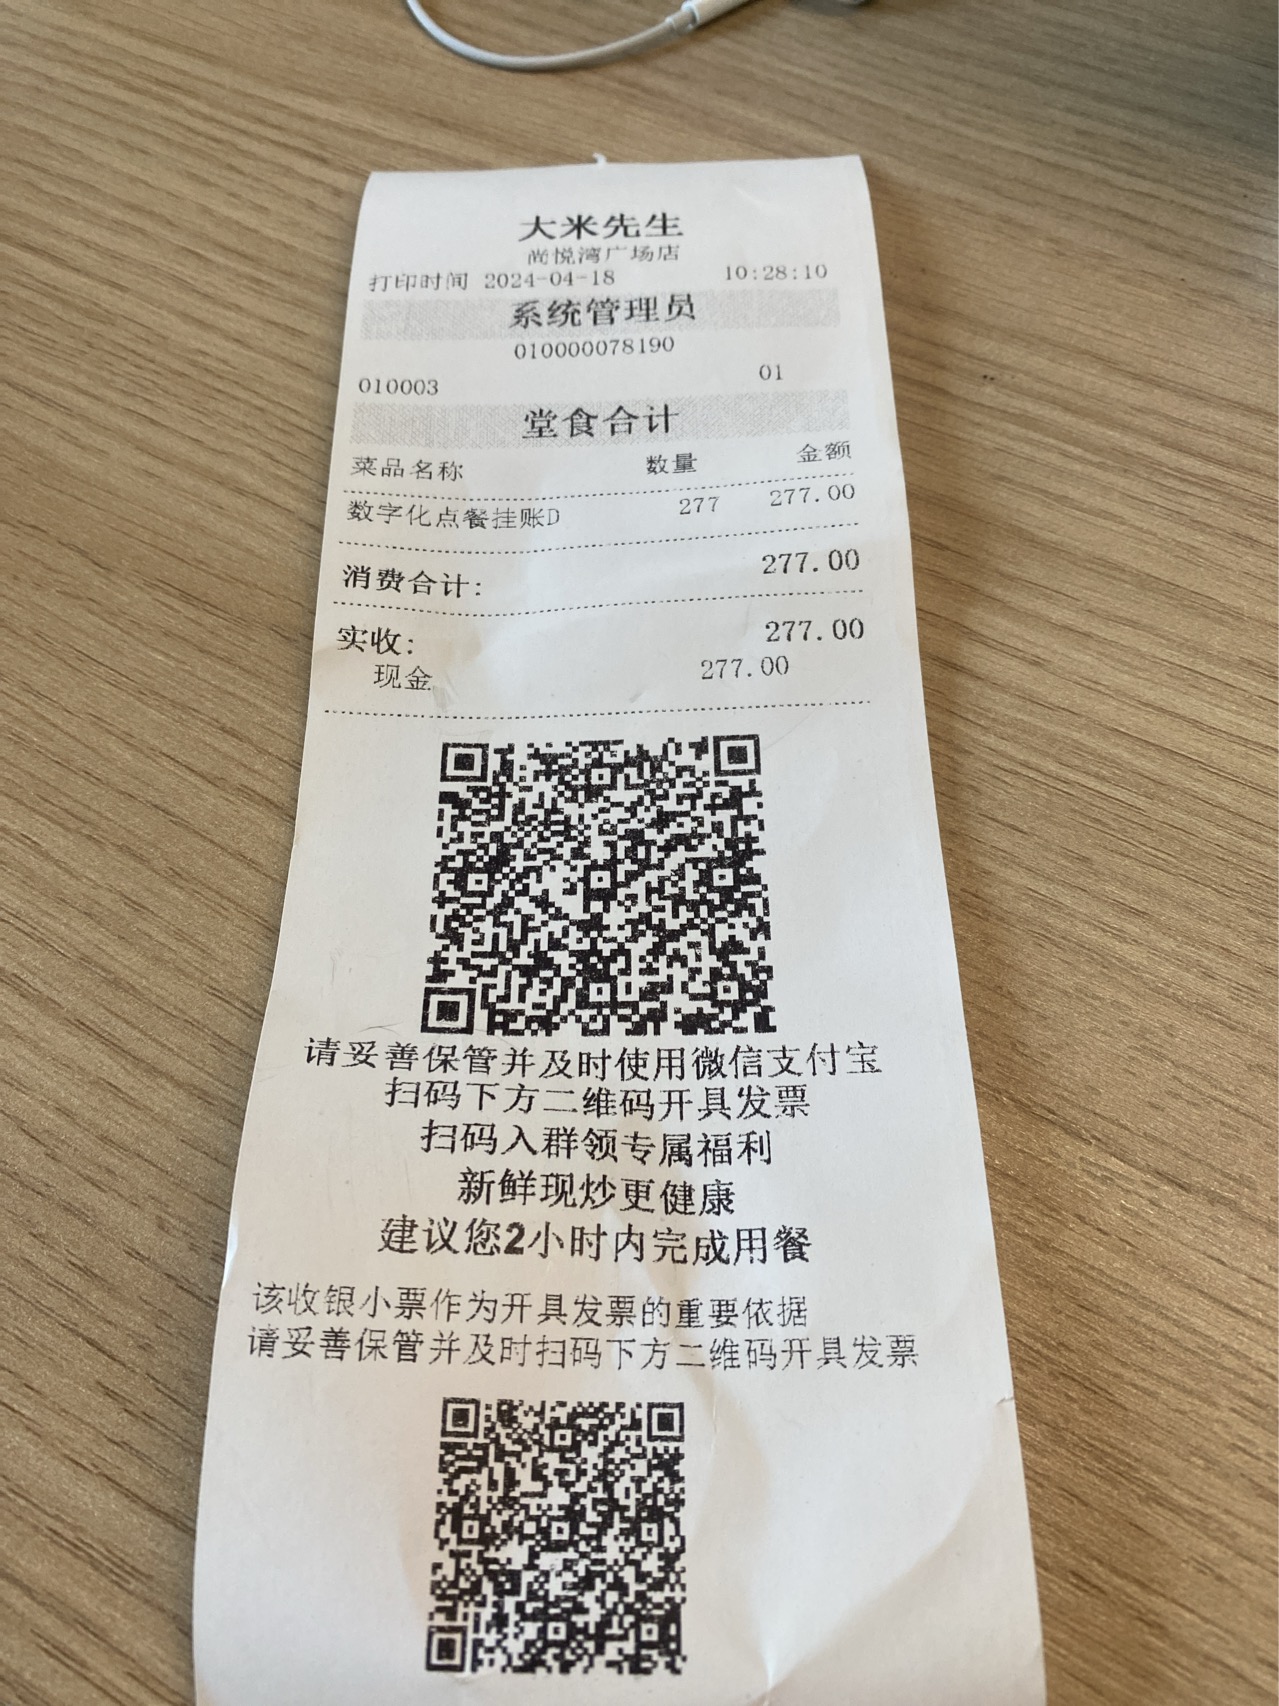 大米先生
尚悦湾广场店
打印时间 2024-04-18 10:28:10
系统管理员
010000078190
010003 01
堂食合计
菜品名称 数量 金额
数字化点餐挂账D 277 277.00
消费合计: 277.00
实收: 277.00
现金 277.00
请妥善保管并及时使用微信支付宝
扫码下方二维码开具发票
扫码入群领专属福利
新鲜现炒更健康
建议您2小时内完成用餐
该收银小票作为开具发票的重要依据
请妥善保管并及时扫码下方二维码开具发票